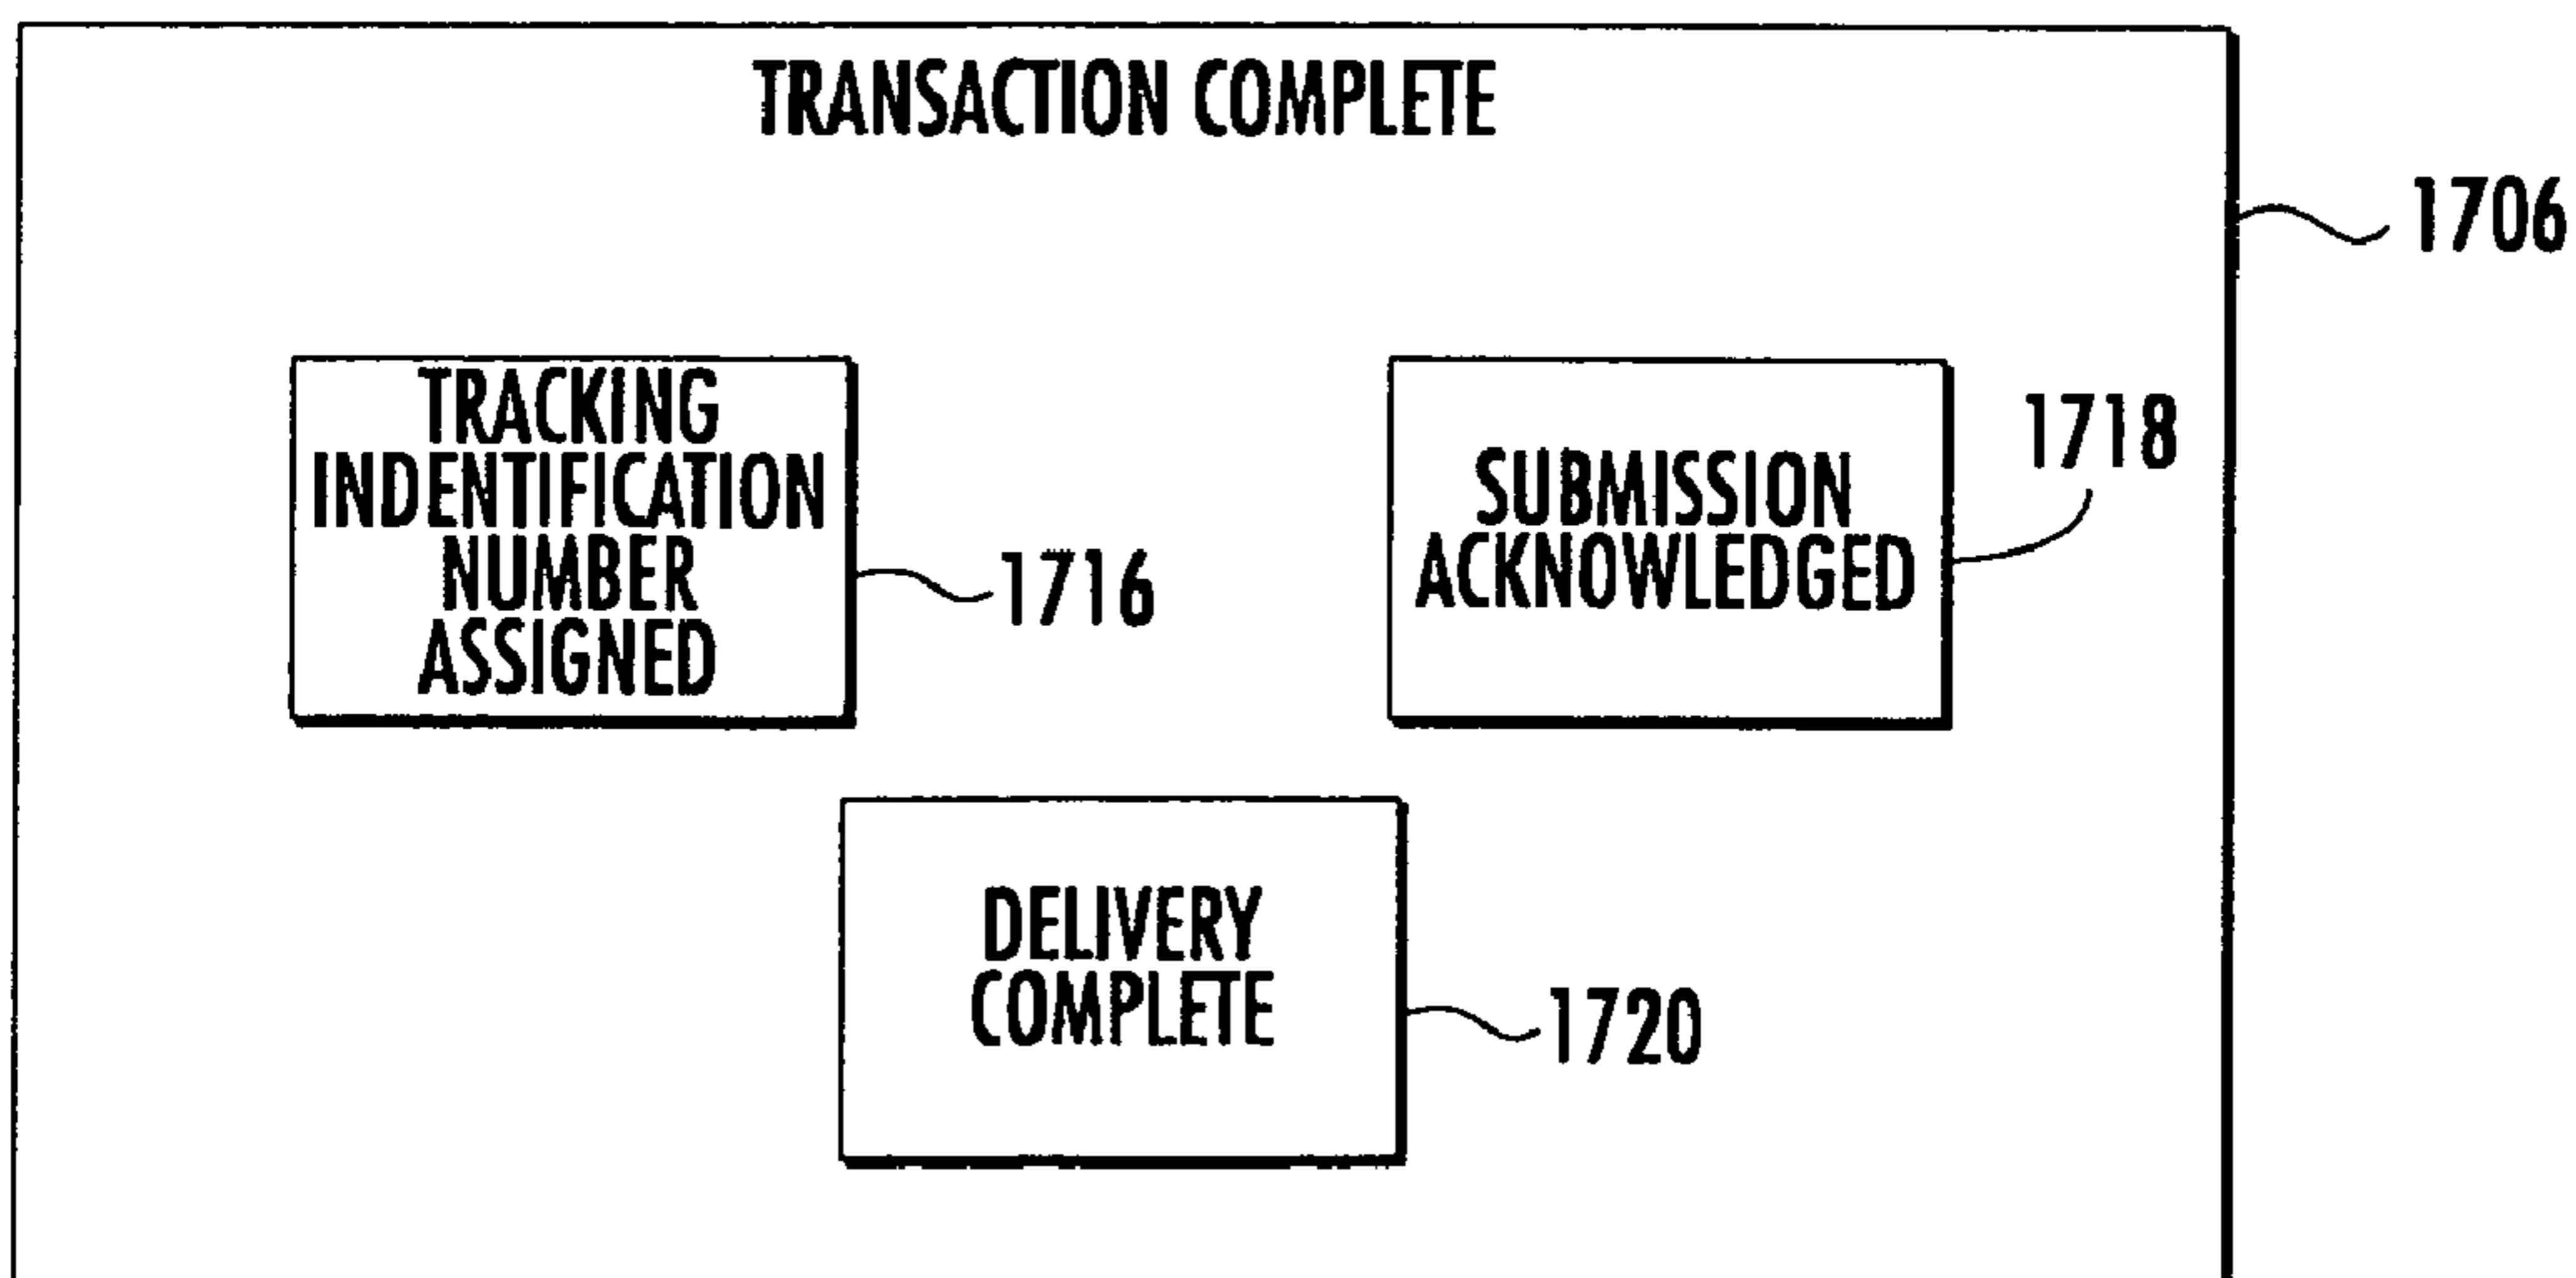 TRANSACTION COMPLETE
1706
TRACKING
INDENTIFICATION
NUMBER
ASSIGNED
1716
SUBMISSION
ACKNOWLEDGED
1718
DELIVERY
COMPLETE
1720